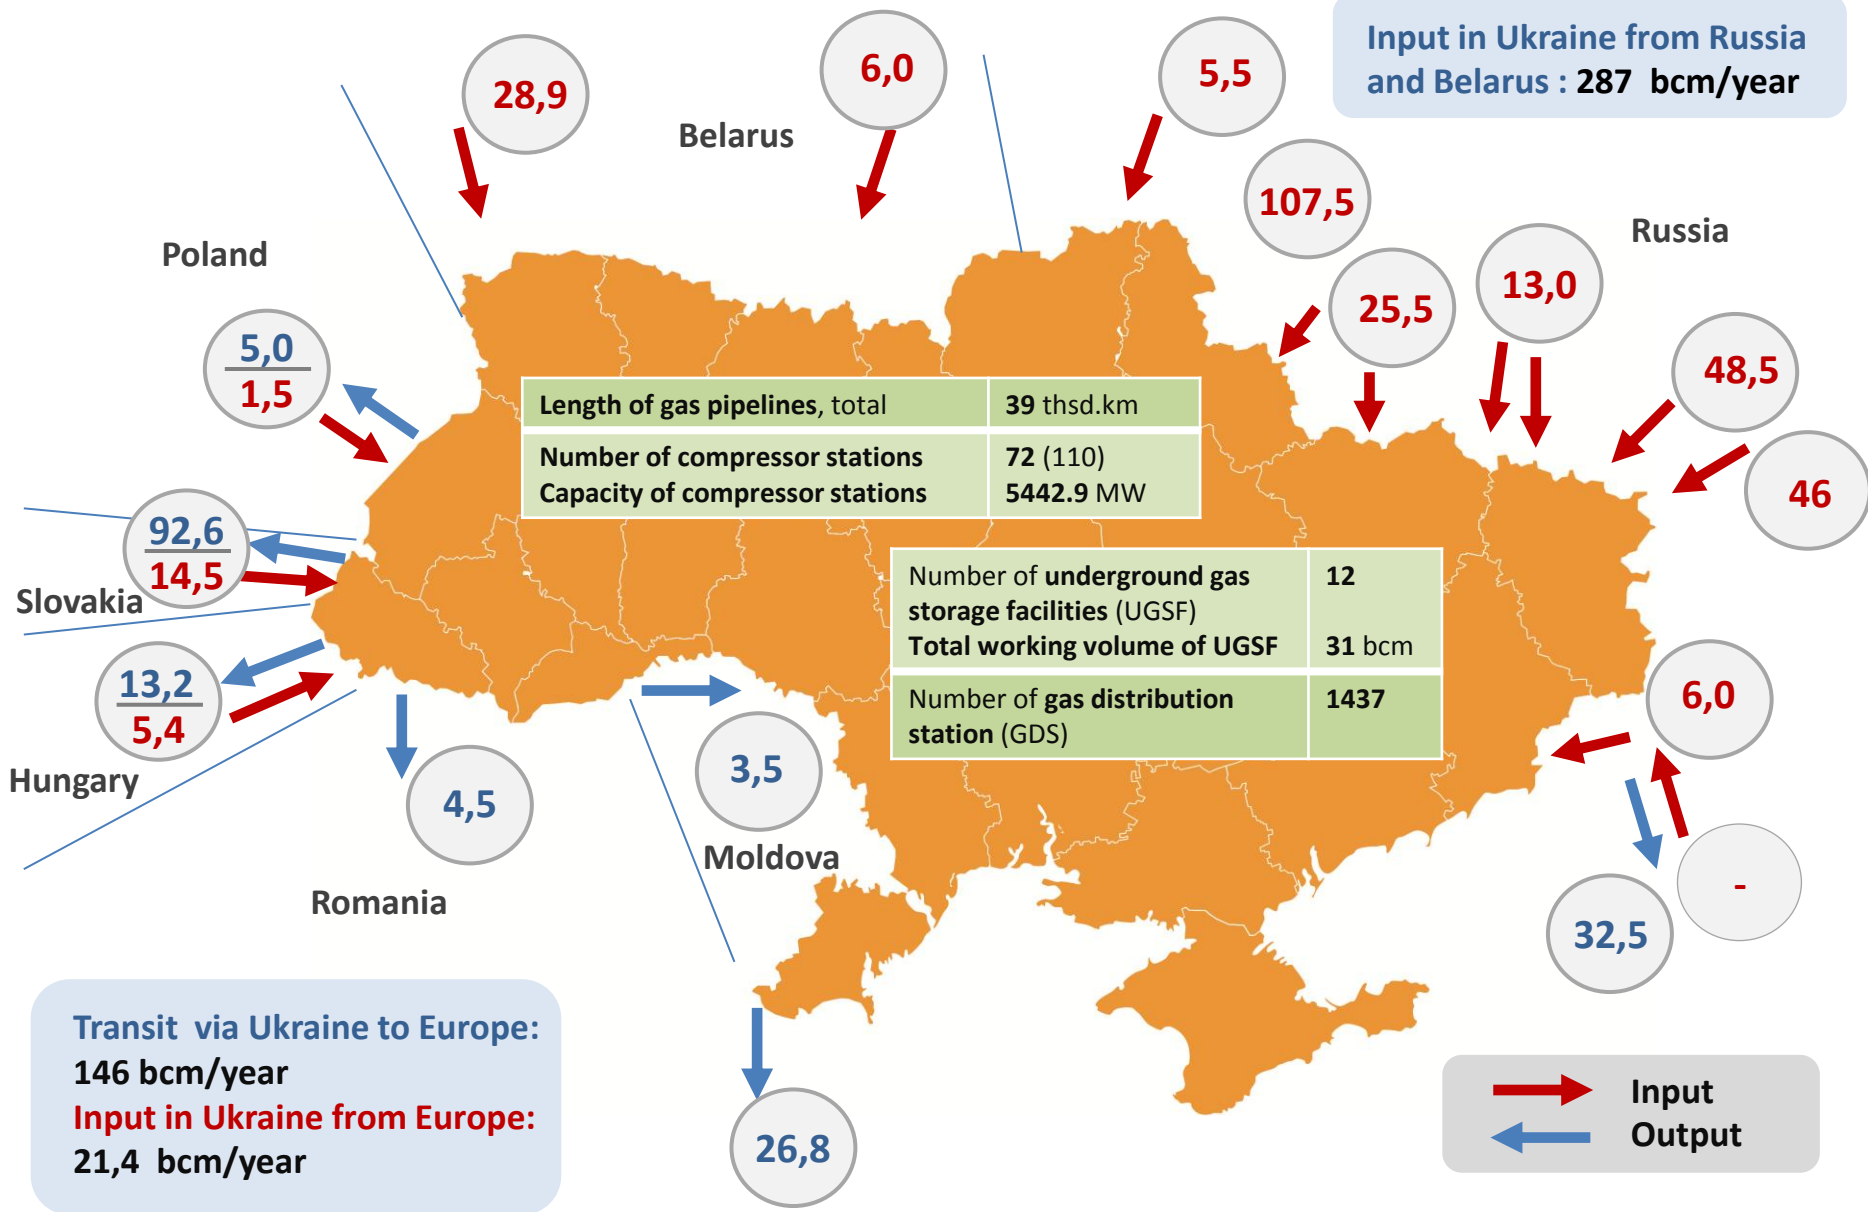 Input in Ukraine from Russia
and Belarus : 287 bcm/year
28,9
6,0
5,5
Belarus
107,5
Russia
Poland
25,5
13,0
5,0
1,5
48,5
46
Length of gas pipelines, total 39 thsd.km
Number of compressor stations 72 (110)
Capacity of compressor stations 5442.9 MW
92,6
14,5
Slovakia
Number of underground gas 12
storage facilities (UGSF)
Total working volume of UGSF 31 bcm
Number of gas distribution 1437
station (GDS)
13,2
5,4
Hungary
6,0
3,5
4,5
Moldova
Romania
-
32,5
Transit via Ukraine to Europe:
146 bcm/year
Input in Ukraine from Europe:
21,4 bcm/year
26,8
Input
Output